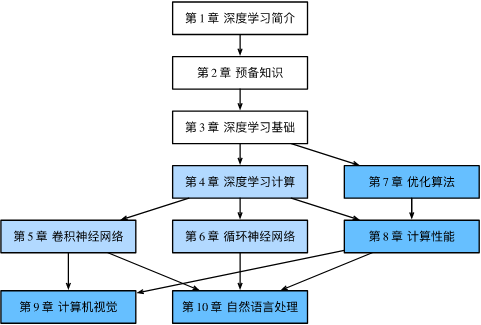 第1章 深度学习简介
第2章 预备知识
第3章 深度学习基础
第4章 深度学习计算
第7章 优化算法
第5章 卷积神经网络
第6章 循环神经网络
第8章 计算性能
第9章 计算机视觉
第10章 自然语言处理